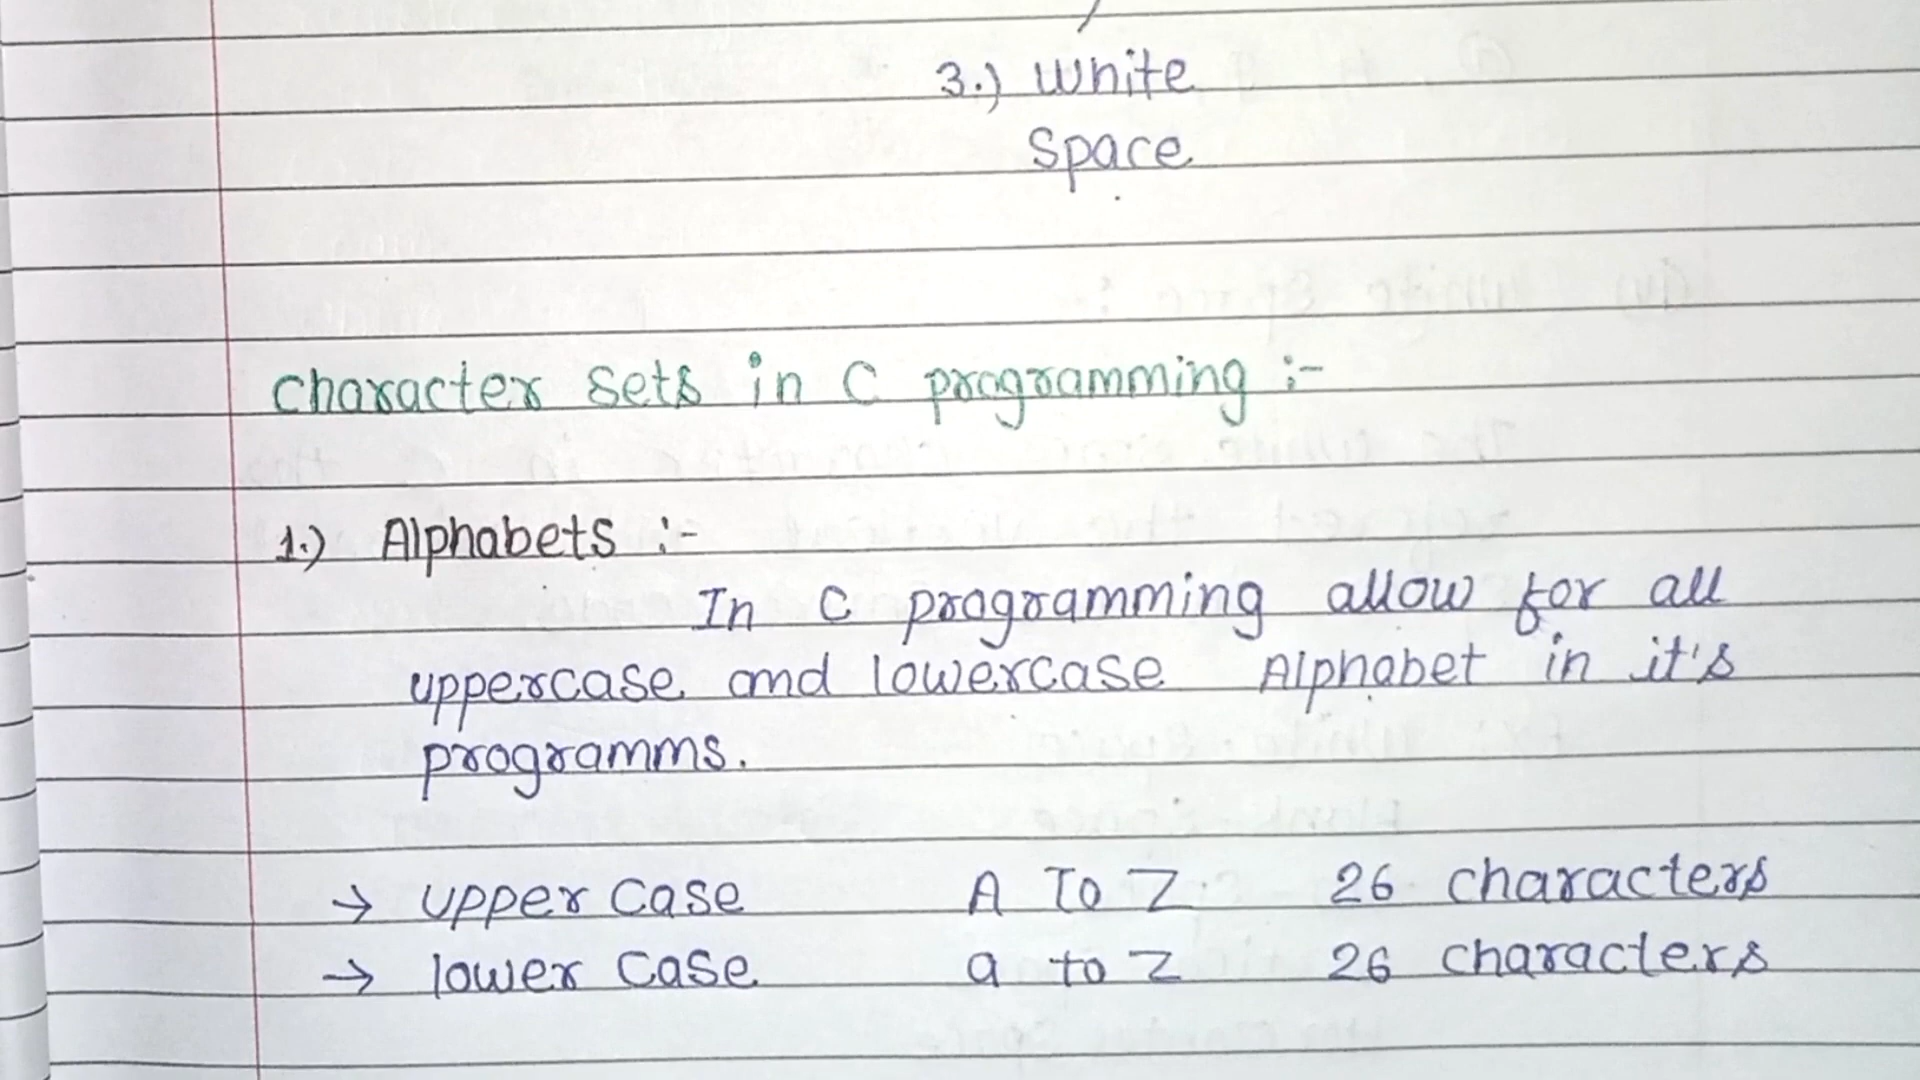 3.) White
Space
character sets in C programming :-
1.) Alphabets :-
In C programming allow for all
uppercase and lowercase Alphabet in it's
programms.
→ upper case A To Z 26 characters
→ lower case a to z 26 characters